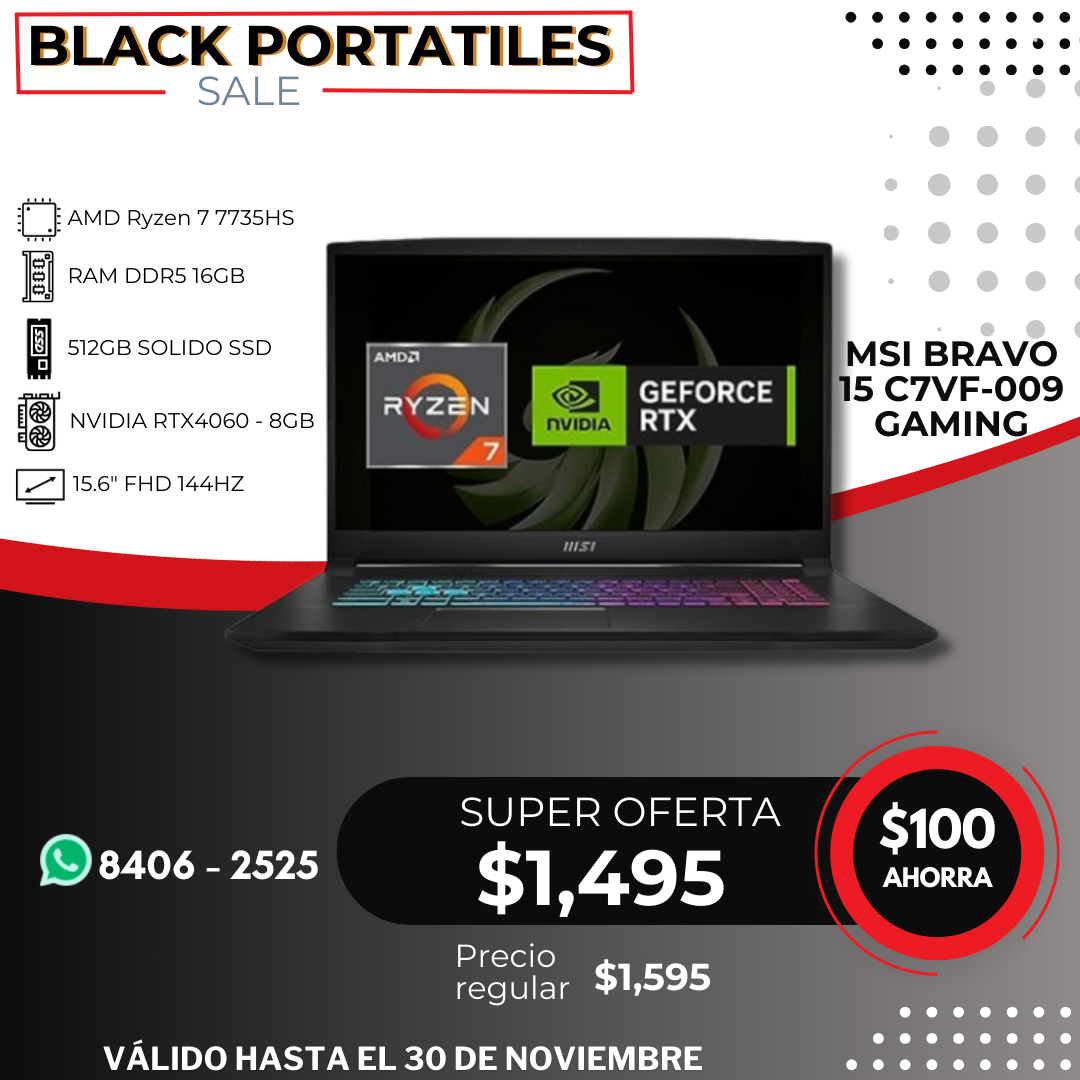 BLACK PORTATILES
SALE
AMD Ryzen 7 7735HS
RAM DDR5 16GB
SSD
512GB SOLIDO SSD
NVIDIA RTX4060 - 8GB
15.6" FHD 144HZ
AMD
RYZEN
7
NVIDIA
GEFORCE
RTX
MSI
MSI BRAVO
15 C7VF-009
GAMING
SUPER OFERTA
$1,495
$100
AHORRA
8406 - 2525
Precio
regular $1,595
VÁLIDO HASTA EL 30 DE NOVIEMBRE